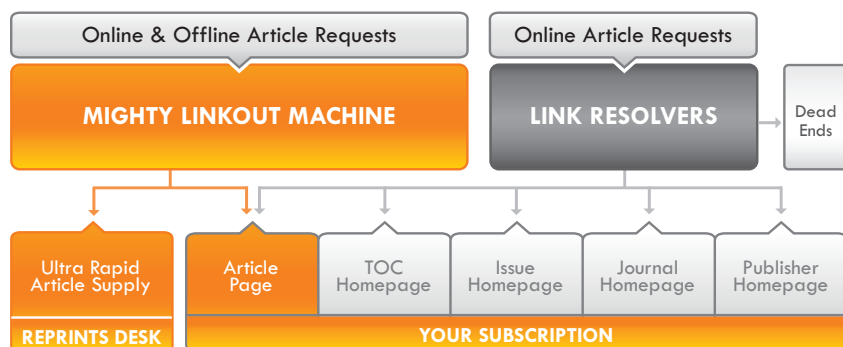 Online & Offline Article Requests
Online Article Requests
MIGHTY LINKOUT MACHINE
LINK RESOLVERS
Dead
Ends
Ultra Rapid
Article Supply
Article
Page
TOC
Homepage
Issue
Homepage
Journal
Homepage
Publisher
Homepage
REPRINTS DESK
YOUR SUBSCRIPTION